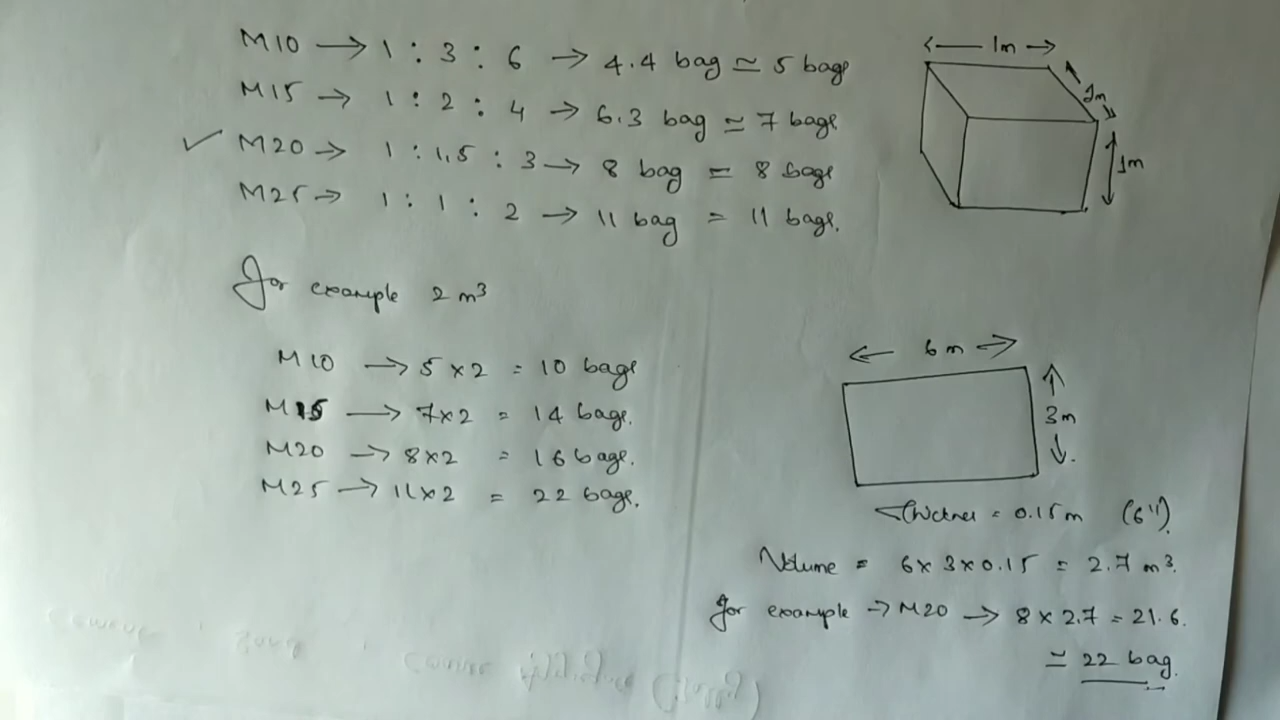 M10 → 1 : 3 : 6 → 4.4 bag ≃ 5 bags
M15 → 1 : 2 : 4 → 6.3 bag ≃ 7 bags
✓ M20 → 1 : 1.5 : 3 → 8 bag = 8 bags
M25 → 1 : 1 : 2 → 11 bag = 11 bags.
1m
1m
1m
for example 2 m³
M10 → 5 × 2 = 10 bags
M15 → 7×2 = 14 bags.
M20 → 8×2 = 16 bags.
M25 → 11×2 = 22 bags.
6m
3m
Thickness = 0.15m (6")
Volume = 6 × 3 × 0.15 = 2.7 m³.
for example → M20 → 8 × 2.7 = 21.6.
≃ 22 bag.